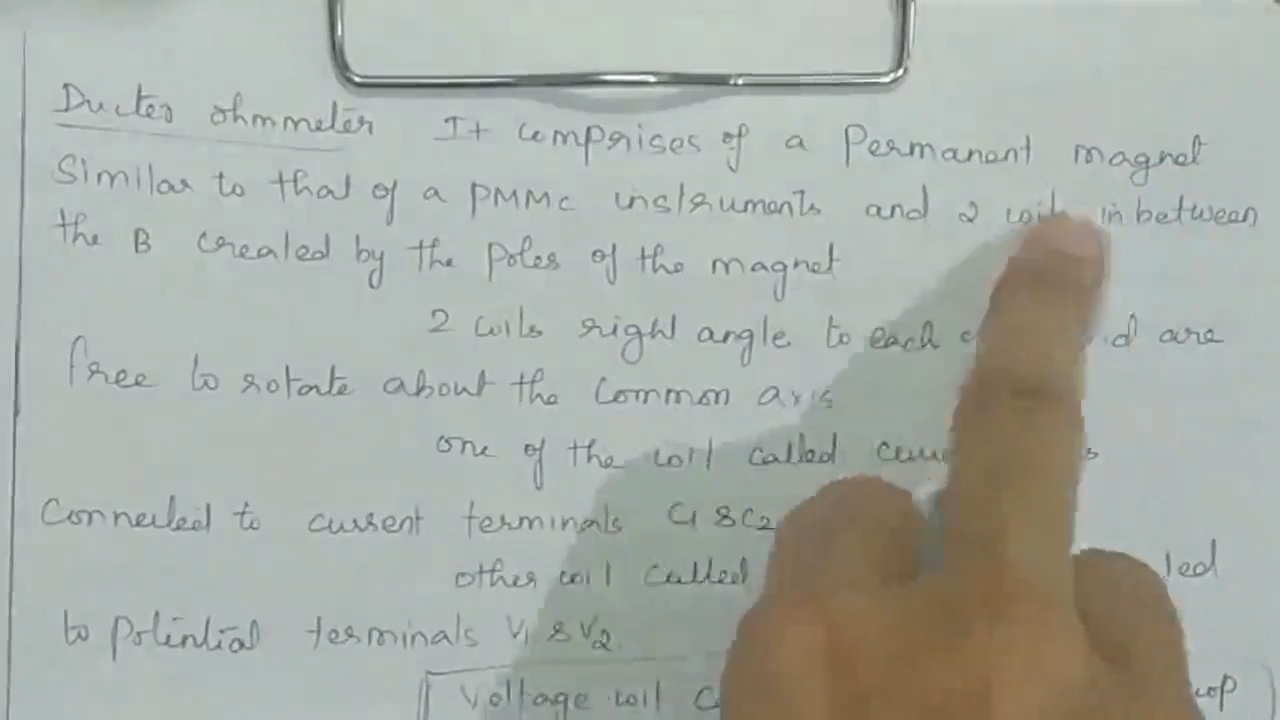 Ducter ohmmeter It comprises of a Permanent magnet
Similar to that of a PMMC instruments and 2 coils in between
the B created by the poles of the magnet
2 coils right angle to each are
free to rotate about the common axis
one of the coil called
Connected to current terminals C1 & C2
other coil called
to potential terminals V1 & V2.
Voltage coil